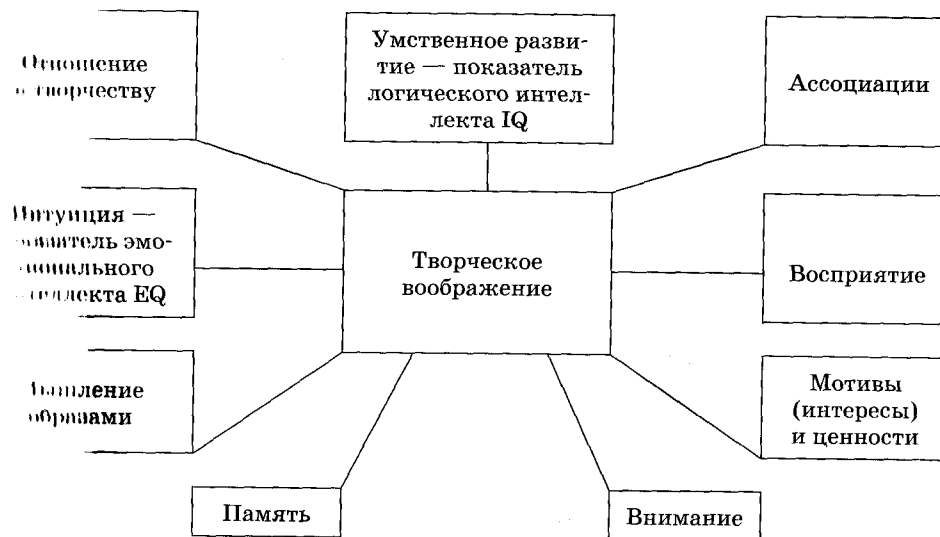 Отношение
творчеству
Умственное разви-
тие — показатель
логического интел-
лекта IQ
Ассоциации
Интуиция —
эмо-
EQ
Творческое
воображение
Восприятие
образами
Мотивы
(интересы)
и ценности
Память
Внимание